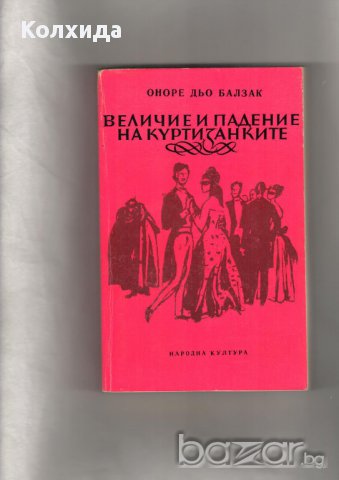 Колхида
ОНОРЕ ДЬО БАЛЗАК
ВЕЛИЧИЕ И ПАДЕНИЕ
НА КУРТИЗАНКИТЕ
НАРОДНА КУЛТУРА
bazar.bg